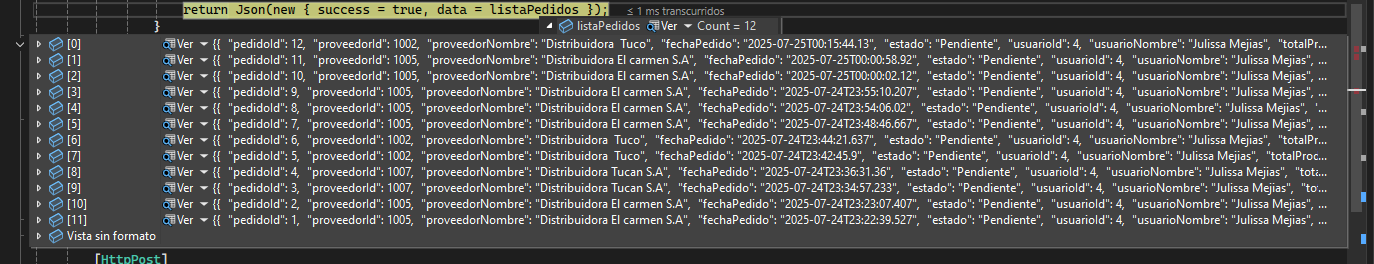 return Json(new { success = true, data = listaPedidos }); ≤ 1 ms transcurridos
} listaPedidos Ver Count = 12
[0] Ver {{ "pedidoId": 12, "proveedorId": 1002, "proveedorNombre": "Distribuidora  Tuco", "fechaPedido": "2025-07-25T00:15:44.13", "estado": "Pendiente", "usuarioId": 4, "usuarioNombre": "Julissa Mejias", "totalPr...
[1] Ver {{ "pedidoId": 11, "proveedorId": 1005, "proveedorNombre": "Distribuidora El carmen S.A", "fechaPedido": "2025-07-25T00:00:58.92", "estado": "Pendiente", "usuarioId": 4, "usuarioNombre": "Julissa Mejias", ...
[2] Ver {{ "pedidoId": 10, "proveedorId": 1005, "proveedorNombre": "Distribuidora El carmen S.A", "fechaPedido": "2025-07-25T00:00:02.12", "estado": "Pendiente", "usuarioId": 4, "usuarioNombre": "Julissa Mejias", ...
[3] Ver {{ "pedidoId": 9, "proveedorId": 1005, "proveedorNombre": "Distribuidora El carmen S.A", "fechaPedido": "2025-07-24T23:55:10.207", "estado": "Pendiente", "usuarioId": 4, "usuarioNombre": "Julissa Mejias", ...
[4] Ver {{ "pedidoId": 8, "proveedorId": 1005, "proveedorNombre": "Distribuidora El carmen S.A", "fechaPedido": "2025-07-24T23:54:06.02", "estado": "Pendiente", "usuarioId": 4, "usuarioNombre": "Julissa Mejias", "...
[5] Ver {{ "pedidoId": 7, "proveedorId": 1005, "proveedorNombre": "Distribuidora El carmen S.A", "fechaPedido": "2025-07-24T23:48:46.667", "estado": "Pendiente", "usuarioId": 4, "usuarioNombre": "Julissa Mejias", ...
[6] Ver {{ "pedidoId": 6, "proveedorId": 1002, "proveedorNombre": "Distribuidora  Tuco", "fechaPedido": "2025-07-24T23:44:21.637", "estado": "Pendiente", "usuarioId": 4, "usuarioNombre": "Julissa Mejias", "totalP...
[7] Ver {{ "pedidoId": 5, "proveedorId": 1002, "proveedorNombre": "Distribuidora  Tuco", "fechaPedido": "2025-07-24T23:42:45.9", "estado": "Pendiente", "usuarioId": 4, "usuarioNombre": "Julissa Mejias", "totalProc...
[8] Ver {{ "pedidoId": 4, "proveedorId": 1007, "proveedorNombre": "Distribuidora Tucan S.A", "fechaPedido": "2025-07-24T23:36:31.36", "estado": "Pendiente", "usuarioId": 4, "usuarioNombre": "Julissa Mejias", "tot...
[9] Ver {{ "pedidoId": 3, "proveedorId": 1007, "proveedorNombre": "Distribuidora Tucan S.A", "fechaPedido": "2025-07-24T23:34:57.233", "estado": "Pendiente", "usuarioId": 4, "usuarioNombre": "Julissa Mejias", "to...
[10] Ver {{ "pedidoId": 2, "proveedorId": 1005, "proveedorNombre": "Distribuidora El carmen S.A", "fechaPedido": "2025-07-24T23:23:07.407", "estado": "Pendiente", "usuarioId": 4, "usuarioNombre": "Julissa Mejias", ...
[11] Ver {{ "pedidoId": 1, "proveedorId": 1005, "proveedorNombre": "Distribuidora El carmen S.A", "fechaPedido": "2025-07-24T23:22:39.527", "estado": "Pendiente", "usuarioId": 4, "usuarioNombre": "Julissa Mejias", ...
Vista sin formato
[HttpPost]